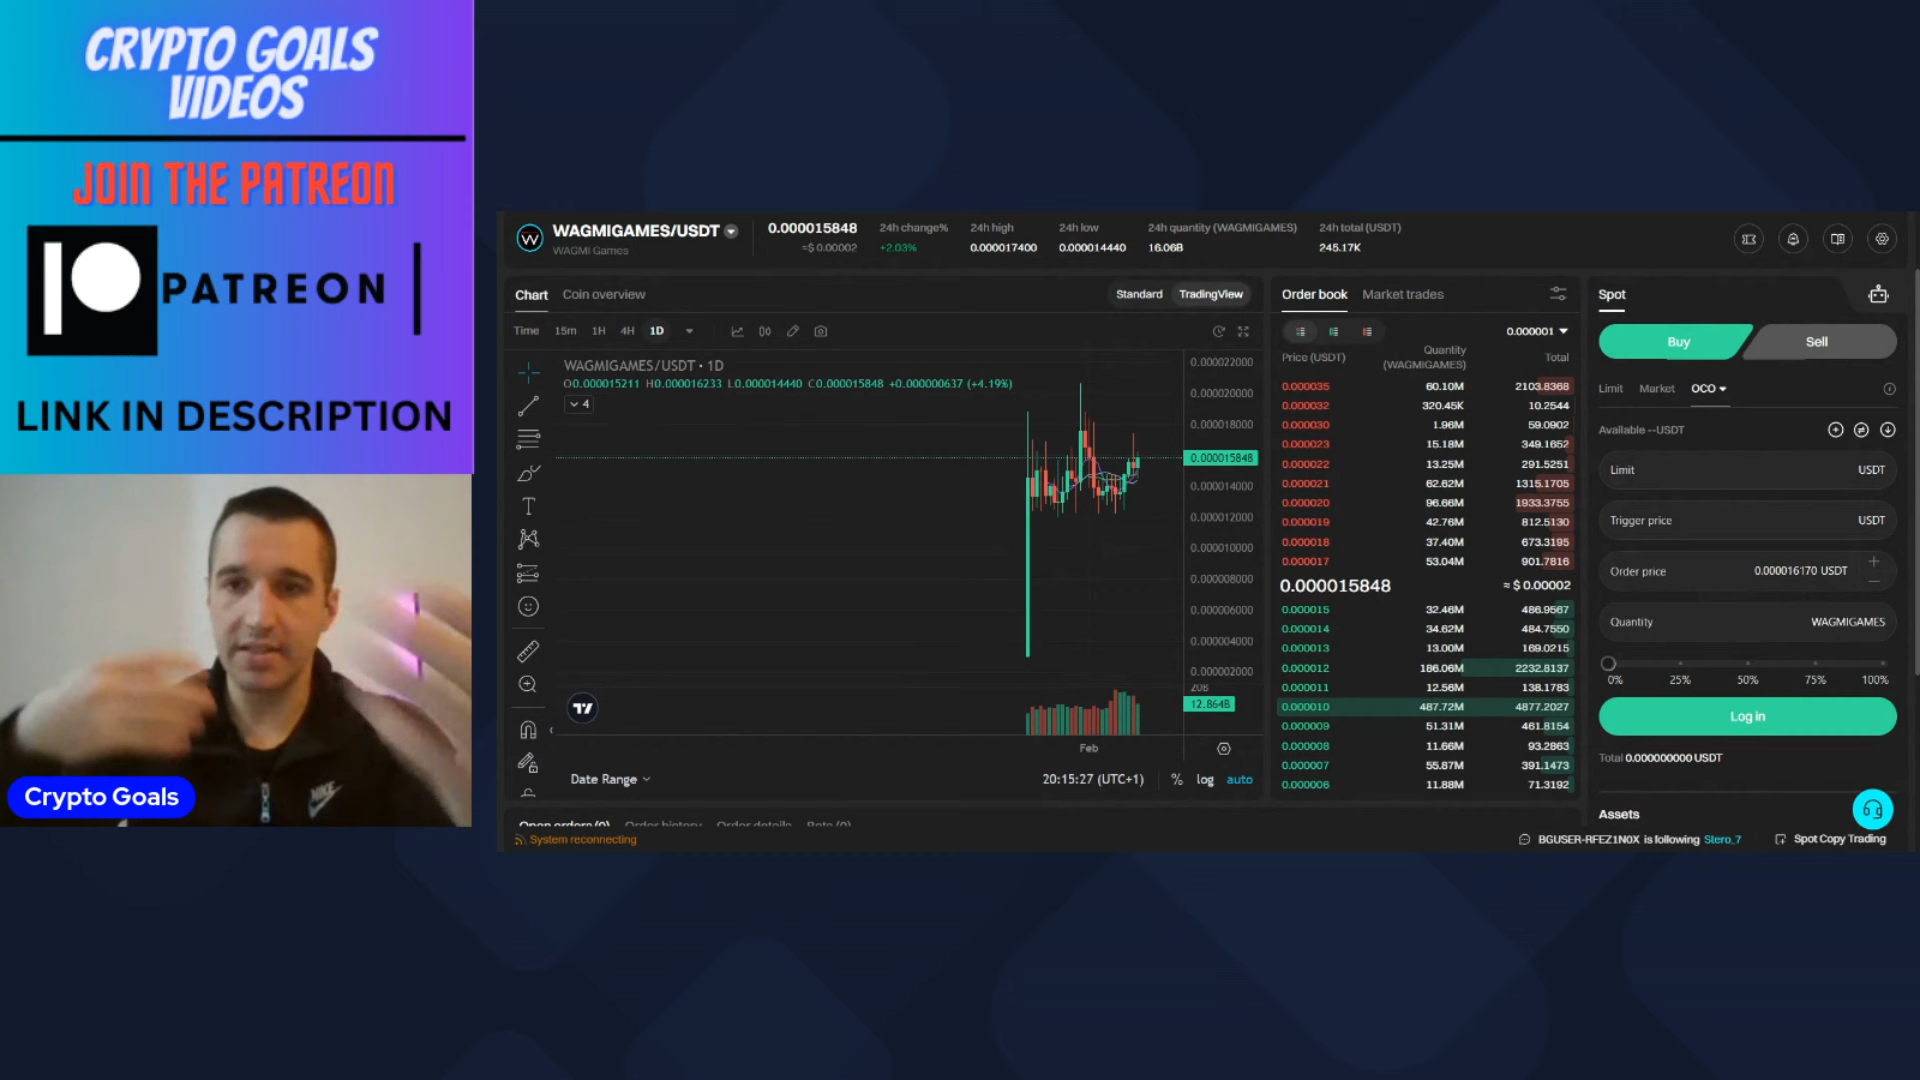 CRYPTO GOALS
VIDEOS
JOIN THE PATREON
PATREON
LINK IN DESCRIPTION
Crypto Goals
WAGMIGAMES/USDT
WAGMI Games
0.000015848
≈$ 0.00002
24h change%
+2.03%
24h high
0.000017400
24h low
0.000014440
24h quantity (WAGMIGAMES)
16.06B
24h total (USDT)
245.17K
Chart Coin overview
Standard TradingView
Time 15m 1H 4H 1D
WAGMIGAMES/USDT • 1D
O0.000015211 H0.000016233 L0.000014440 C0.000015848 +0.000000637 (+4.19%)
4
0.000022000
0.000020000
0.000018000
0.000015848
0.000014000
0.000012000
0.000010000
0.000008000
0.000006000
0.000004000
0.000002000
20B
12.864B
Feb
Date Range
20:15:27 (UTC+1) % log auto
Order book Market trades
0.000001
Price (USDT) Quantity (WAGMIGAMES) Total
0.000035 60.10M 2103.8368
0.000032 320.45K 10.2544
0.000030 1.96M 59.0902
0.000023 15.18M 349.1652
0.000022 13.25M 291.5251
0.000021 62.62M 1315.1705
0.000020 96.66M 1933.3755
0.000019 42.76M 812.5130
0.000018 37.40M 673.3195
0.000017 53.04M 901.7816
0.000015848 ≈ $ 0.00002
0.000015 32.46M 486.9567
0.000014 34.62M 484.7550
0.000013 13.00M 169.0215
0.000012 186.06M 2232.8137
0.000011 12.56M 138.1783
0.000010 487.72M 4877.2027
0.000009 51.31M 461.8154
0.000008 11.66M 93.2863
0.000007 55.87M 391.1473
0.000006 11.88M 71.3192
Spot
Buy Sell
Limit Market OCO
Available --USDT
Limit USDT
Trigger price USDT
Order price 0.000016170 USDT
Quantity WAGMIGAMES
0% 25% 50% 75% 100%
Log in
Total 0.000000000 USDT
Assets
Open orders (0) Order history Order details Bots (0)
System reconnecting
BGUSER-RFEZ1N0X is following Stero_7
Spot Copy Trading